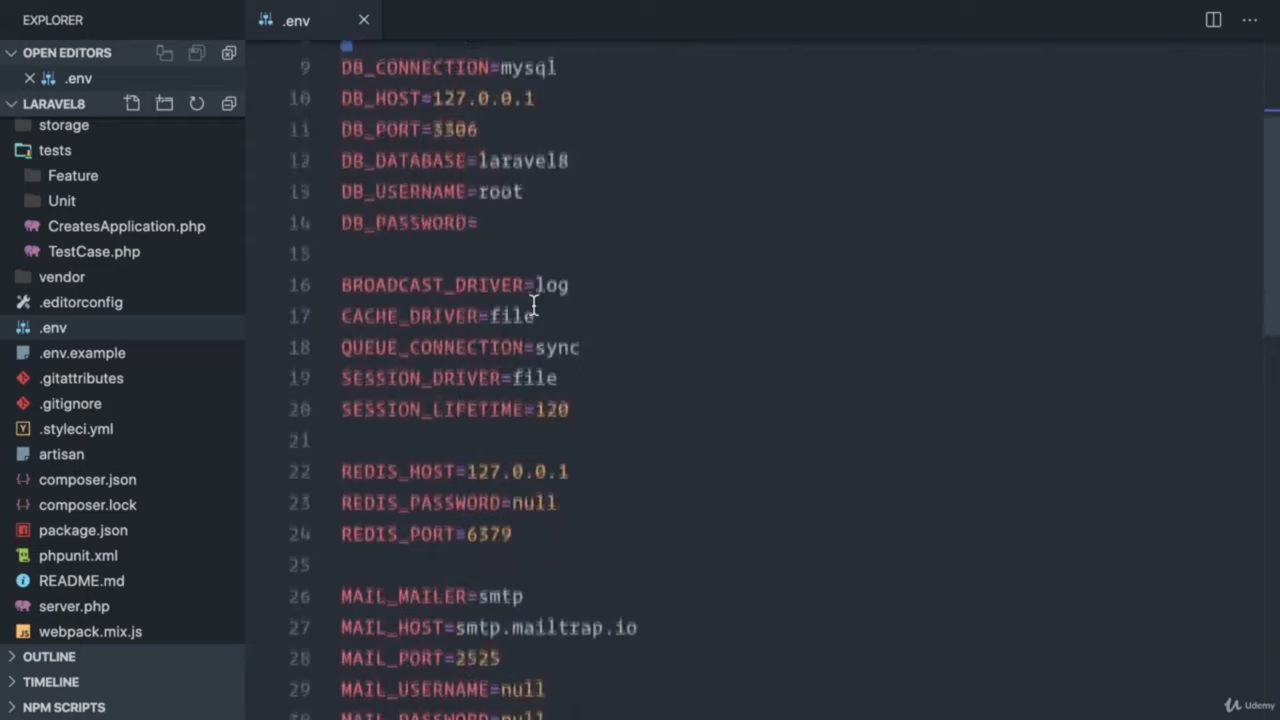 EXPLORER
.env
OPEN EDITORS
.env
LARAVEL8
storage
tests
Feature
Unit
CreatesApplication.php
TestCase.php
vendor
.editorconfig
.env
.env.example
.gitattributes
.gitignore
.styleci.yml
artisan
composer.json
composer.lock
package.json
phpunit.xml
README.md
server.php
webpack.mix.js
OUTLINE
TIMELINE
NPM SCRIPTS
9 DB_CONNECTION=mysql
10 DB_HOST=127.0.0.1
11 DB_PORT=3306
12 DB_DATABASE=laravel8
13 DB_USERNAME=root
14 DB_PASSWORD=
15
16 BROADCAST_DRIVER=log
17 CACHE_DRIVER=file
18 QUEUE_CONNECTION=sync
19 SESSION_DRIVER=file
20 SESSION_LIFETIME=120
21
22 REDIS_HOST=127.0.0.1
23 REDIS_PASSWORD=null
24 REDIS_PORT=6379
25
26 MAIL_MAILER=smtp
27 MAIL_HOST=smtp.mailtrap.io
28 MAIL_PORT=2525
29 MAIL_USERNAME=null
30 MAIL_PASSWORD=null
Udemy